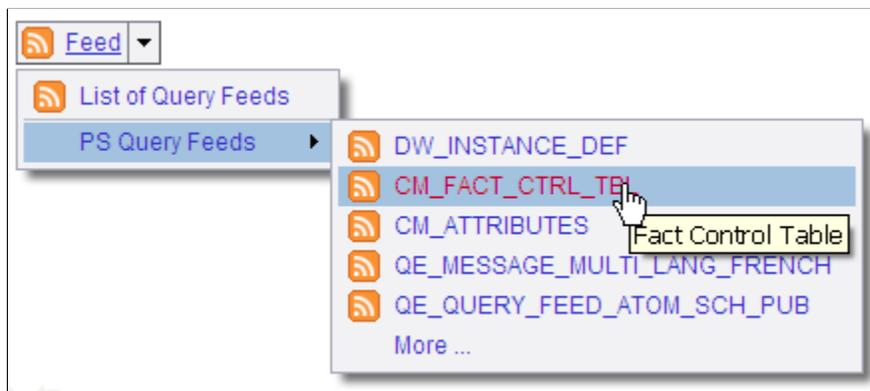 Feed
List of Query Feeds
PS Query Feeds
DW_INSTANCE_DEF
CM_FACT_CTRL_TBL
CM_ATTRIBUTES
Fact Control Table
QE_MESSAGE_MULTI_LANG_FRENCH
QE_QUERY_FEED_ATOM_SCH_PUB
More ...